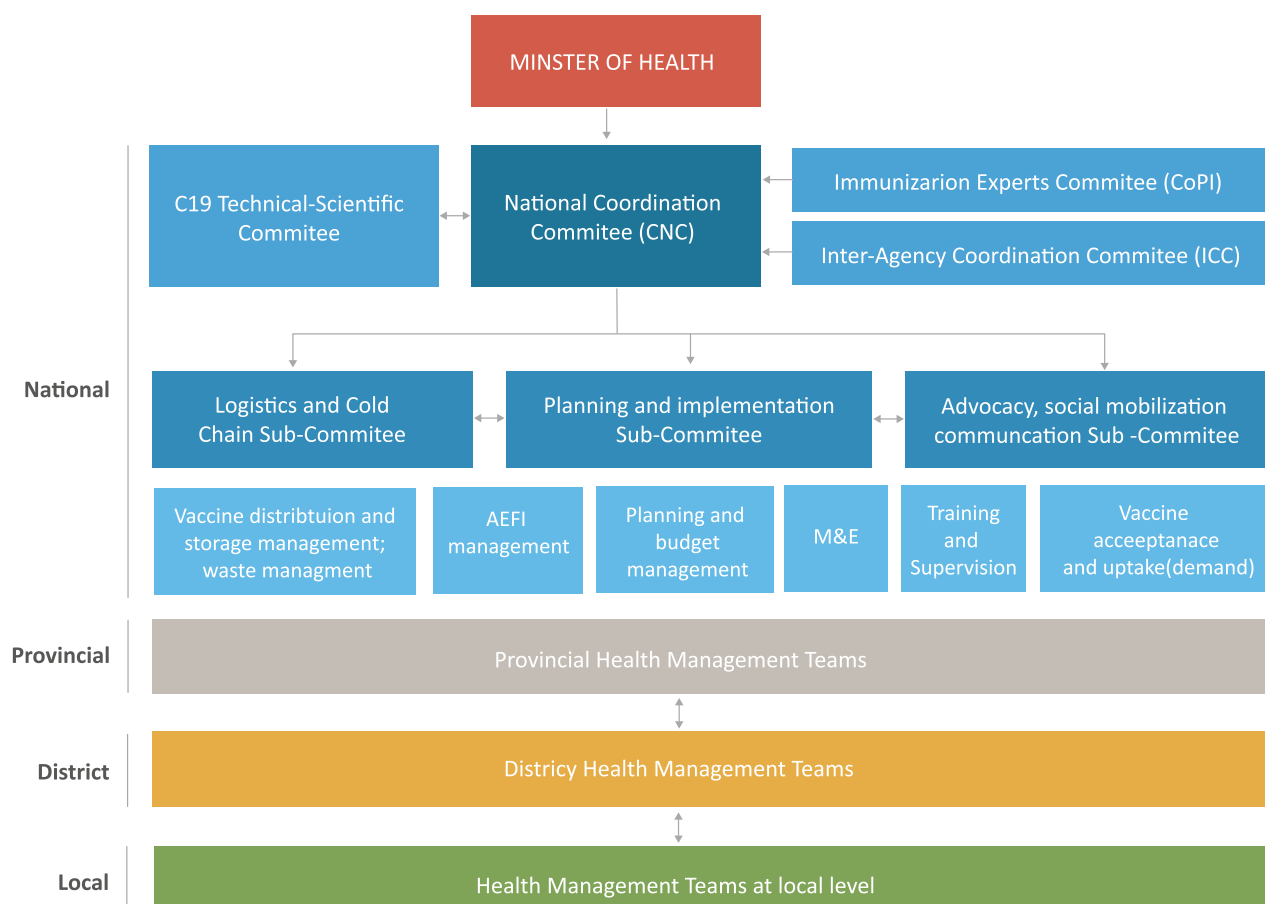 MINSTER OF HEALTH
C19 Technical-Scientific
Commitee
National Coordination
Commitee (CNC)
Immunizarion Experts Commitee (CoPI)
Inter-Agency Coordination Commitee (ICC)
National
Logistics and Cold
Chain Sub-Commitee
Planning and implementation
Sub-Commitee
Advocacy, social mobilization
communcation Sub -Commitee
Vaccine distribtuion and
storage management;
waste managment
AEFI
management
Planning and
budget
management
M&E
Training
and
Supervision
Vaccine
acceeptanace
and uptake(demand)
Provincial
Provincial Health Management Teams
District
Districy Health Management Teams
Local
Health Management Teams at local level